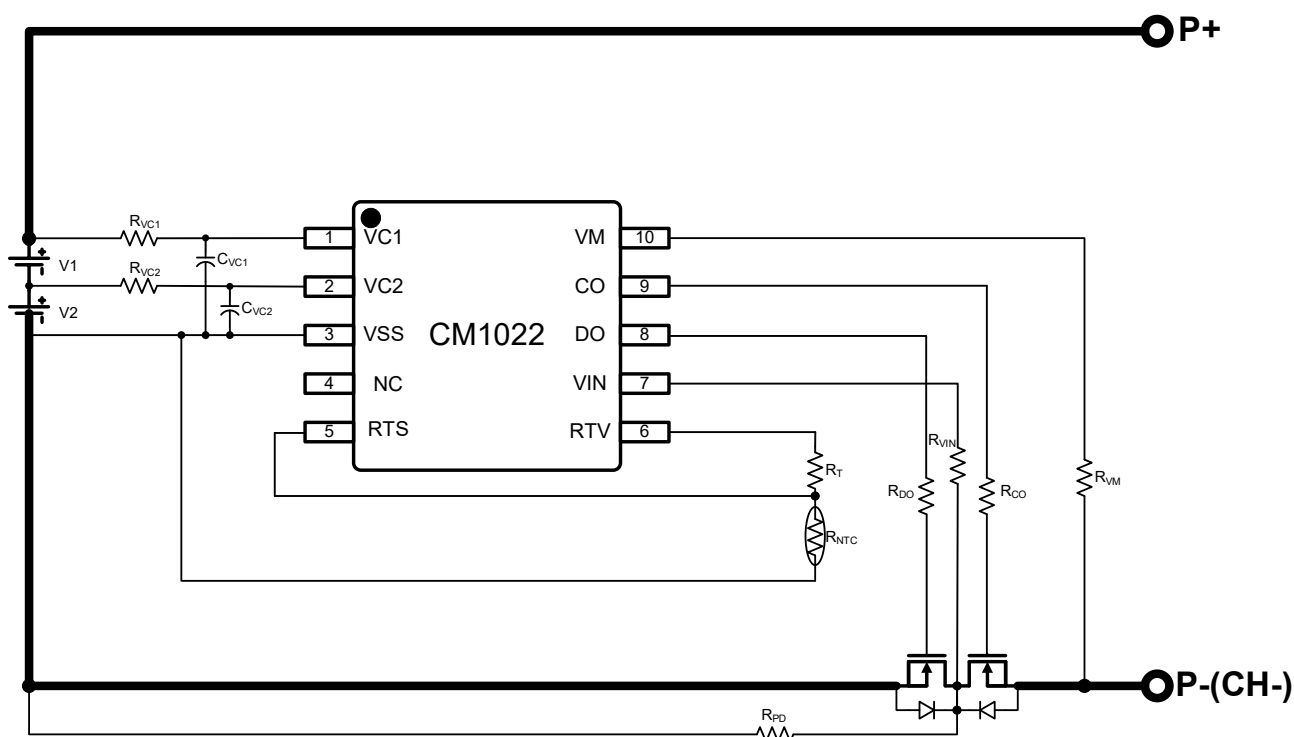 P+
RVC1
1 VC1
VM 10
CVC1
V1
RVC2
2 VC2
CO 9
CVC2
V2
3 VSS
CM1022
DO 8
4 NC
VIN 7
5 RTS
RTV 6
RVIN
RT
RDO
RCO
RVM
RNTC
P-(CH-)
RPD